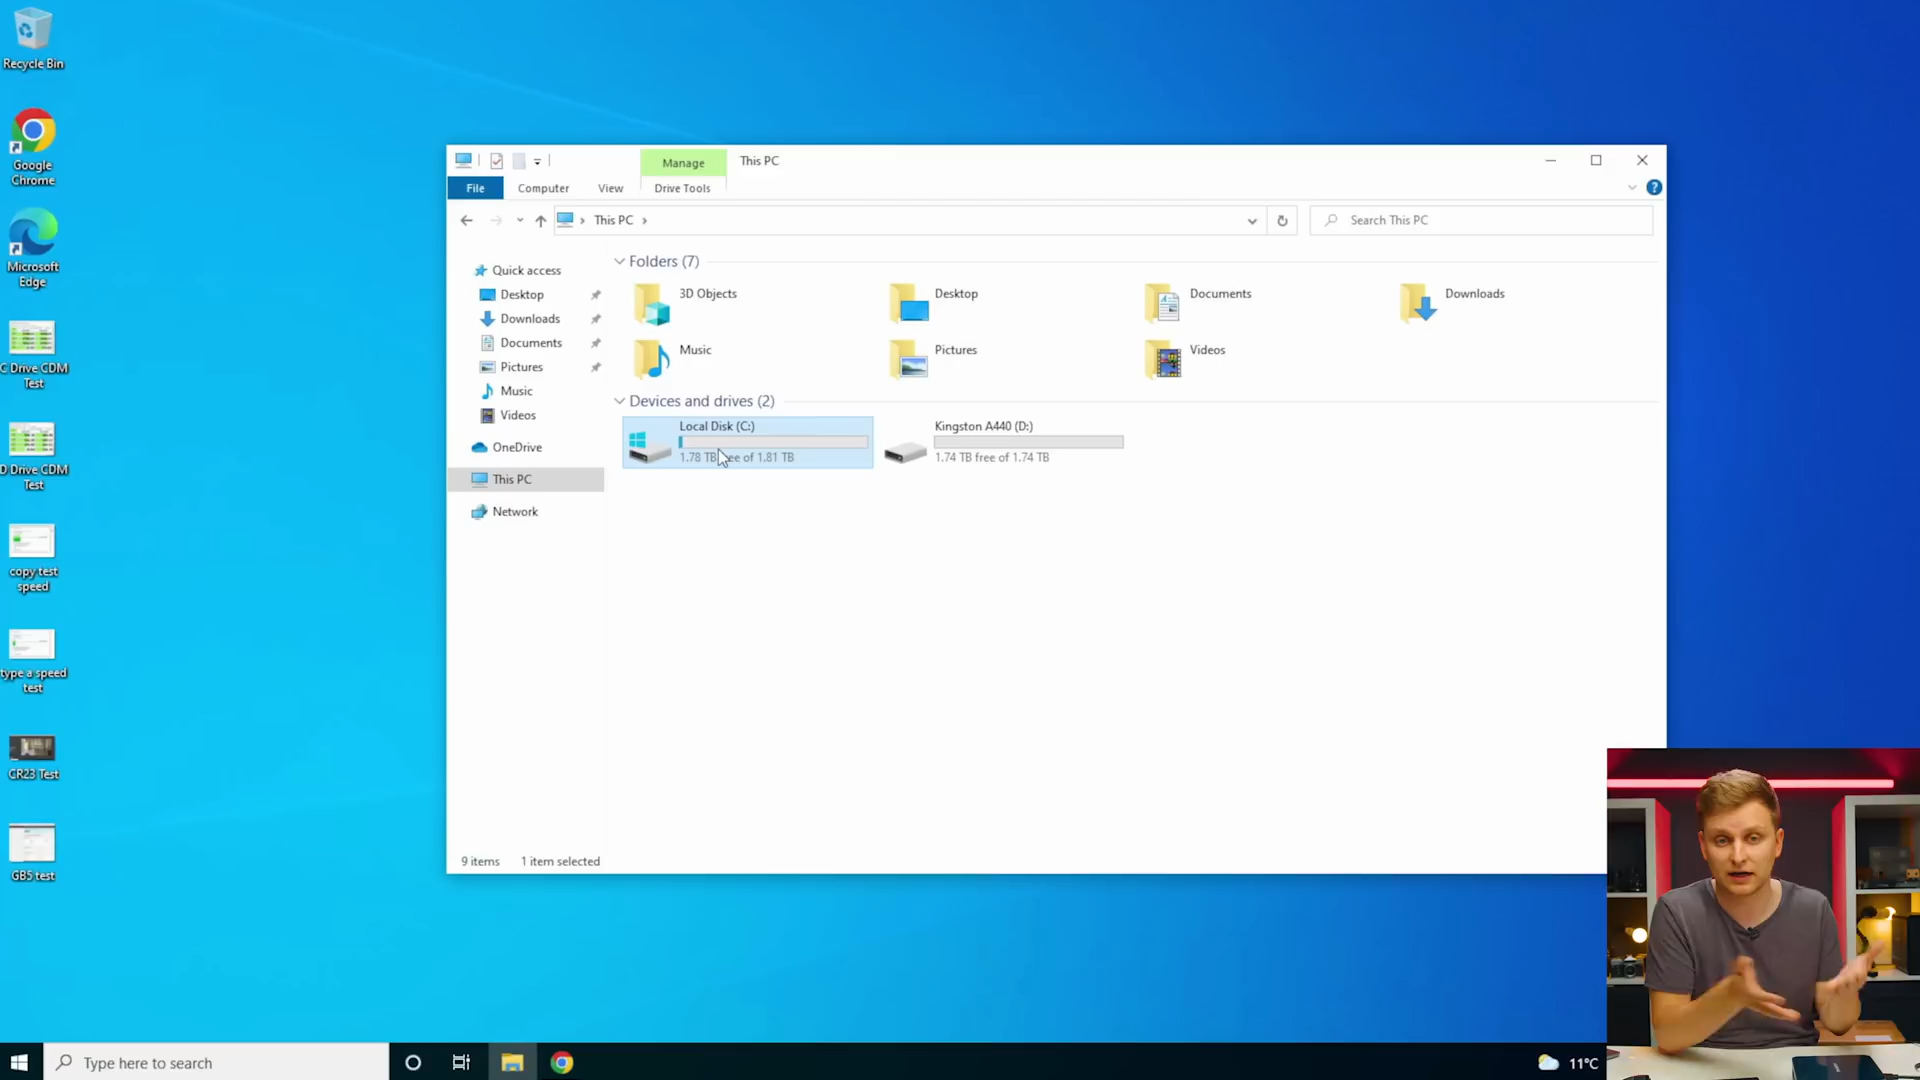 Recycle Bin
Google
Chrome
Microsoft
Edge
C Drive CDM
Test
D Drive CDM
Test
copy test
speed
type a speed
test
CR23 Test
GB5 test
Manage
This PC
File
Computer
View
Drive Tools
This PC
Search This PC
Quick access
Desktop
Downloads
Documents
Pictures
Music
Videos
OneDrive
This PC
Network
Folders (7)
3D Objects
Desktop
Documents
Downloads
Music
Pictures
Videos
Devices and drives (2)
Local Disk (C:)
1.78 TB free of 1.81 TB
Kingston A440 (D:)
1.74 TB free of 1.74 TB
9 items
1 item selected
Type here to search
11°C